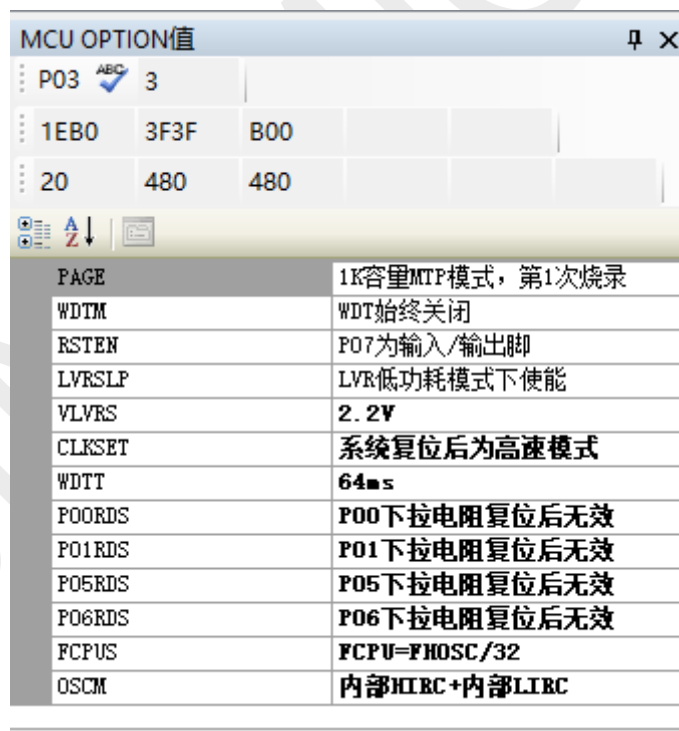 MCU OPTION值
P03 ABC 3
1EB0 3F3F B00
20 480 480
PAGE 1K容量MTP模式，第1次烧录
WDTM WDT始终关闭
RSTEN P07为输入/输出脚
LVRSLP LVR低功耗模式下使能
VLVRS 2.2V
CLKSET 系统复位后为高速模式
WDTT 64ms
P00RDS P00下拉电阻复位后无效
P01RDS P01下拉电阻复位后无效
P05RDS P05下拉电阻复位后无效
P06RDS P06下拉电阻复位后无效
FCPUS FCPU=FHOSC/32
OSCM 内部HIRC+内部LIRC